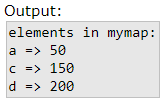 Output:
elements in mymap:
a => 50
c => 150
d => 200